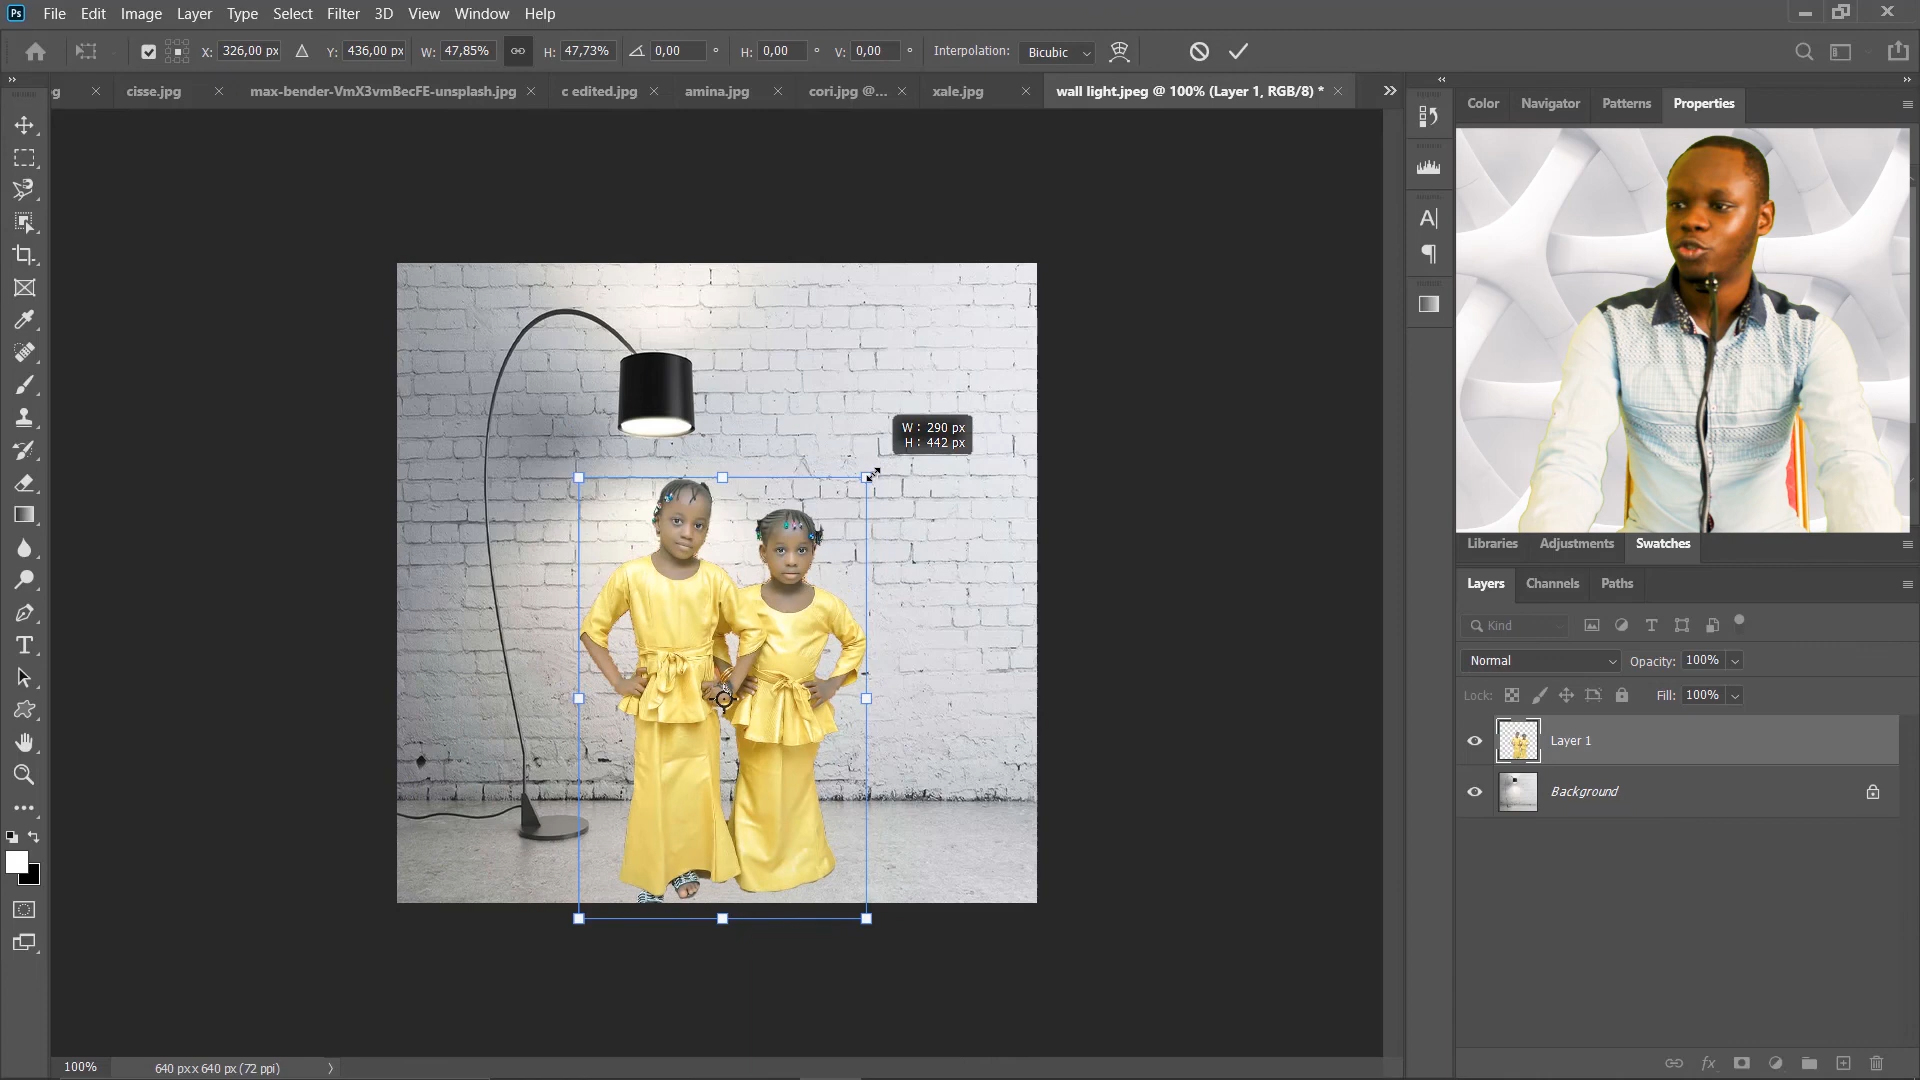 Ps File Edit Image Layer Type Select Filter 3D View Window Help
X: 326,00 px Y: 436,00 px W: 47,85% H: 47,73% 0,00 ° H: 0,00 ° V: 0,00 ° Interpolation: Bicubic
g × cisse.jpg × max-bender-VmX3vmBecFE-unsplash.jpg × c edited.jpg × amina.jpg × cori.jpg @... × xale.jpg × wall light.jpeg @ 100% (Layer 1, RGB/8) * ×
Color Navigator Patterns Properties
W : 290 px
H : 442 px
Libraries Adjustments Swatches
Layers Channels Paths
Kind
Normal Opacity: 100%
Lock: Fill: 100%
Layer 1
Background
100% 640 px x 640 px (72 ppi)